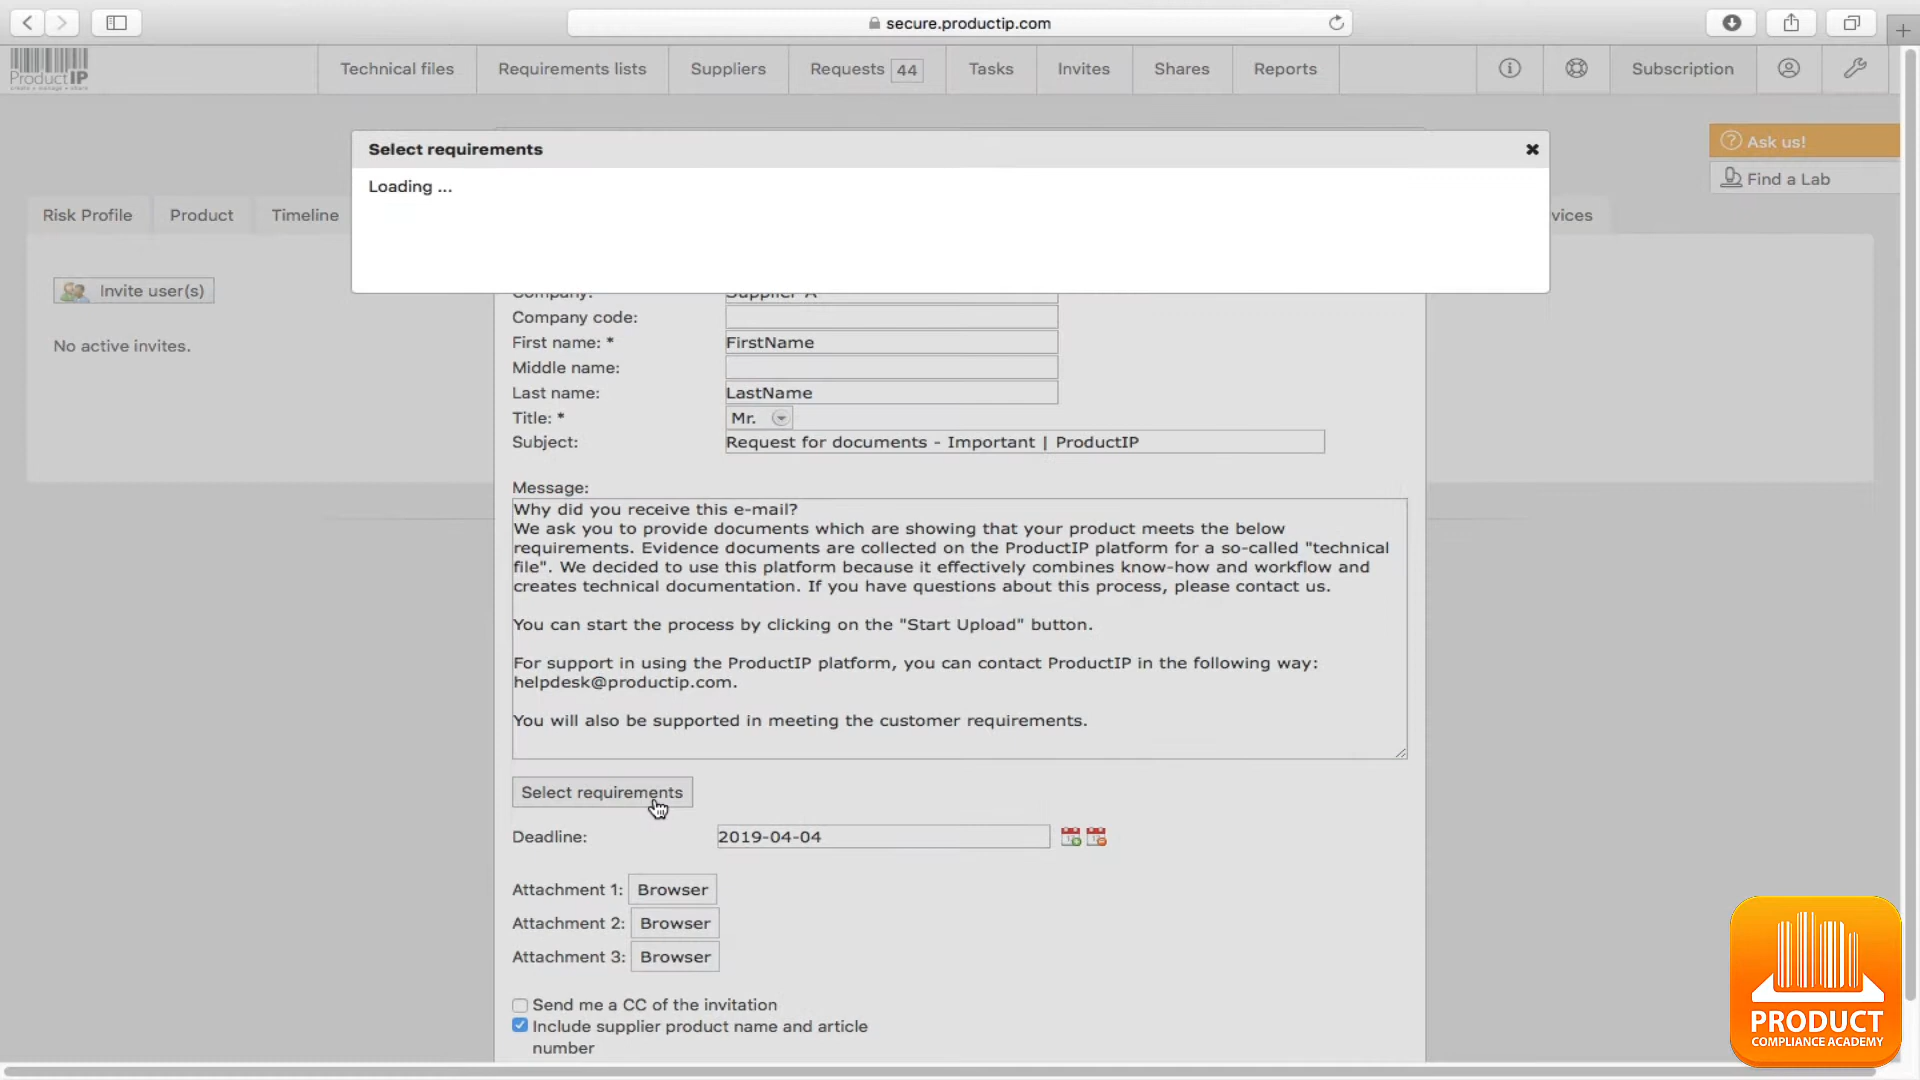 secure.productip.com
ProductIP
create • manage • share
Technical files
Requirements lists
Suppliers
Requests 44
Tasks
Invites
Shares
Reports
Subscription
Select requirements
Loading ...
Ask us!
Find a Lab
Risk Profile
Product
Timeline
vices
Invite user(s)
No active invites.
Company: Supplier A
Company code:
First name: * FirstName
Middle name:
Last name: LastName
Title: * Mr.
Subject: Request for documents - Important | ProductIP
Message:
Why did you receive this e-mail?
We ask you to provide documents which are showing that your product meets the below
requirements. Evidence documents are collected on the ProductIP platform for a so-called "technical
file". We decided to use this platform because it effectively combines know-how and workflow and
creates technical documentation. If you have questions about this process, please contact us.
You can start the process by clicking on the "Start Upload" button.
For support in using the ProductIP platform, you can contact ProductIP in the following way:
helpdesk@productip.com.
You will also be supported in meeting the customer requirements.
Select requirements
Deadline: 2019-04-04
Attachment 1: Browser
Attachment 2: Browser
Attachment 3: Browser
Send me a CC of the invitation
Include supplier product name and article
number
PRODUCT
COMPLIANCE ACADEMY